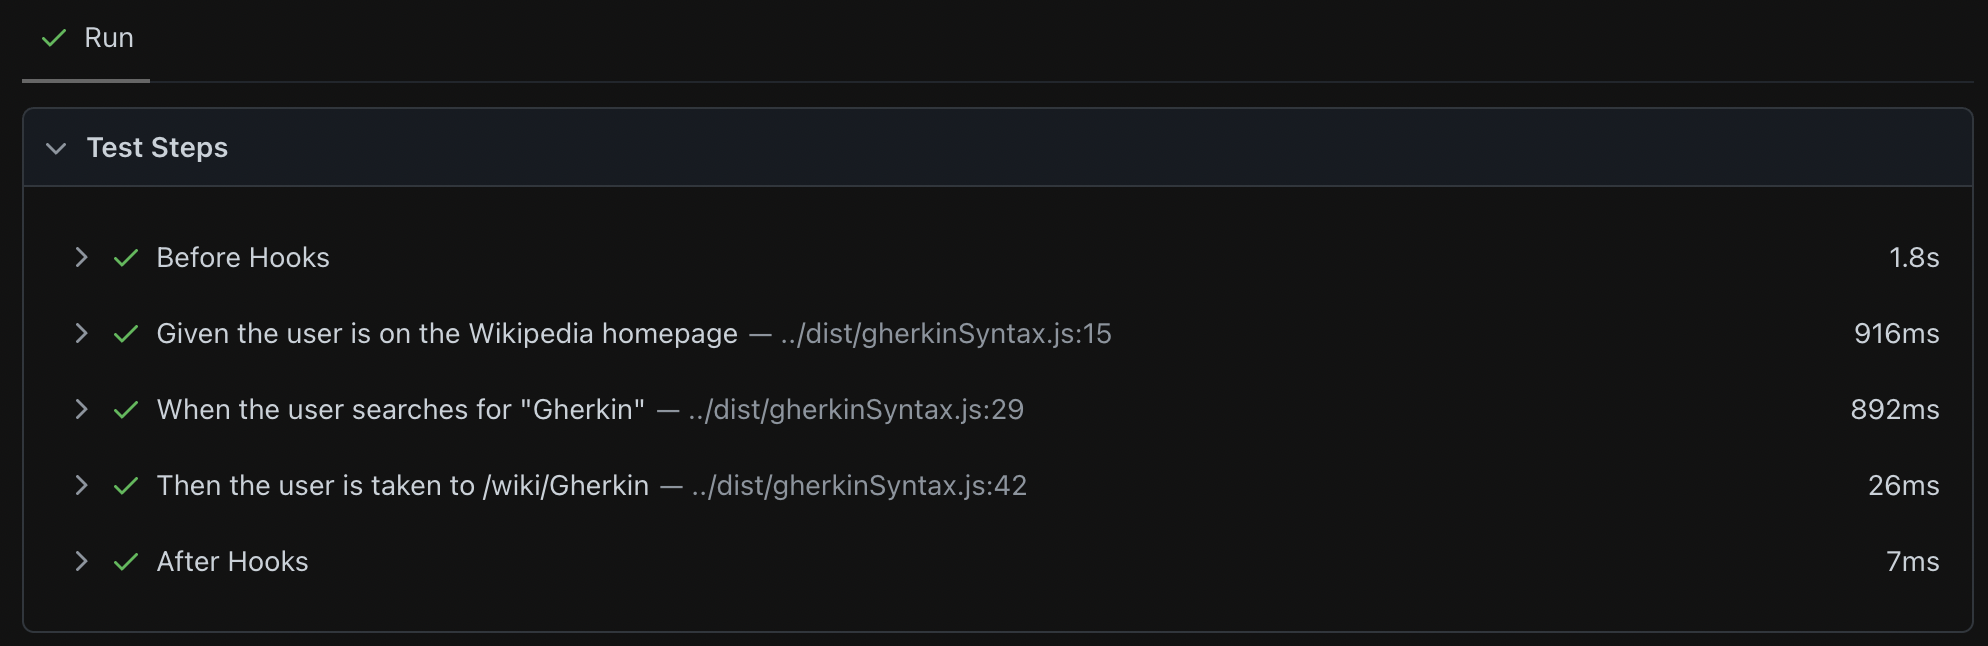 Run
Test Steps
Before Hooks 1.8s
Given the user is on the Wikipedia homepage — ../dist/gherkinSyntax.js:15 916ms
When the user searches for "Gherkin" — ../dist/gherkinSyntax.js:29 892ms
Then the user is taken to /wiki/Gherkin — ../dist/gherkinSyntax.js:42 26ms
After Hooks 7ms